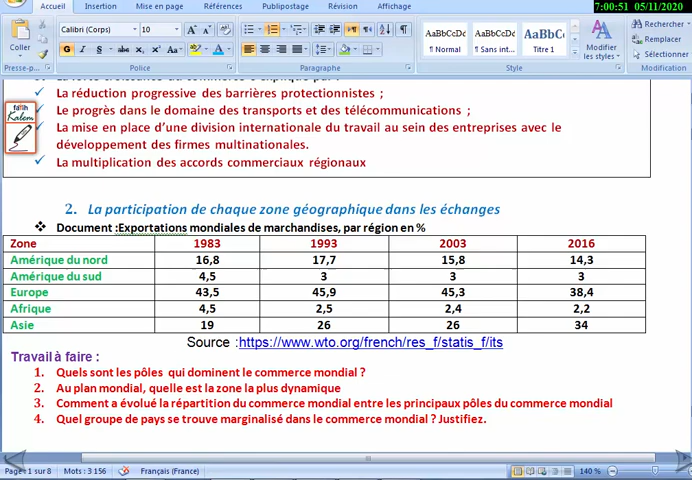 7:00:51 05/11/2020
Accueil Insertion Mise en page Références Publipostage Révision Affichage
Calibri (Corps) 10
Coller
AaBbCcDc AaBbCcDc AaBbC
¶ Normal ¶ Sans int... Titre 1
Modifier les styles
Rechercher
Remplacer
Sélectionner
Presse-p... Police Paragraphe Style Modification
La réduction progressive des barrières protectionnistes ;
Le progrès dans le domaine des transports et des télécommunications ;
La mise en place d'une division internationale du travail au sein des entreprises avec le
développement des firmes multinationales.
La multiplication des accords commerciaux régionaux
Kalem
2. La participation de chaque zone géographique dans les échanges
Document :Exportations mondiales de marchandises, par région en %
Zone 1983 1993 2003 2016
Amérique du nord 16,8 17,7 15,8 14,3
Amérique du sud 4,5 3 3 3
Europe 43,5 45,9 45,3 38,4
Afrique 4,5 2,5 2,4 2,2
Asie 19 26 26 34
Source :https://www.wto.org/french/res_f/statis_f/its
Travail à faire :
1. Quels sont les pôles qui dominent le commerce mondial ?
2. Au plan mondial, quelle est la zone la plus dynamique
3. Comment a évolué la répartition du commerce mondial entre les principaux pôles du commerce mondial
4. Quel groupe de pays se trouve marginalisé dans le commerce mondial ? Justifiez.
Page : 1 sur 8 Mots : 3 156 Français (France) 140 %